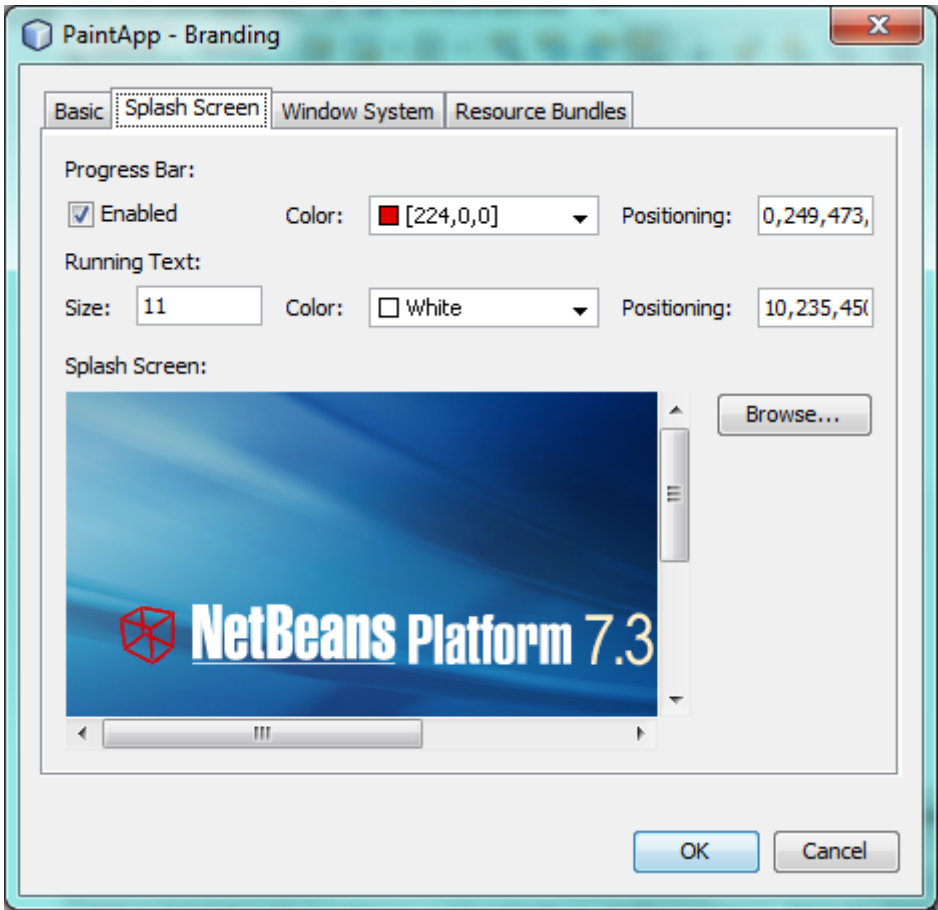 PaintApp - Branding
Basic Splash Screen Window System Resource Bundles
Progress Bar:
Enabled Color: [224,0,0] Positioning: 0,249,473,
Running Text:
Size: 11 Color: White Positioning: 10,235,450
Splash Screen:
Browse...
NetBeans Platform 7.3
OK Cancel